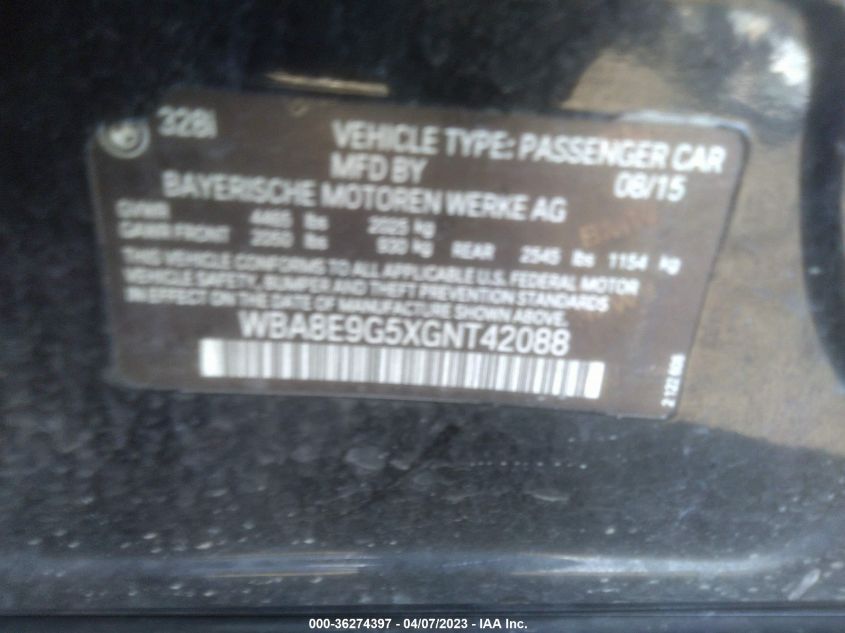 328i
VEHICLE TYPE: PASSENGER CAR
MFD BY 08/15
BAYERISCHE MOTOREN WERKE AG
GVWR 4465 lbs 2025 kg
GAWR FRONT 2050 lbs 930 kg REAR 2545 lbs 1154 kg
THIS VEHICLE CONFORMS TO ALL APPLICABLE U.S. FEDERAL MOTOR
VEHICLE SAFETY, BUMPER AND THEFT PREVENTION STANDARDS
IN EFFECT ON THE DATE OF MANUFACTURE SHOWN ABOVE.
WBA8E9G5XGNT42088
000-36274397 - 04/07/2023 - IAA Inc.